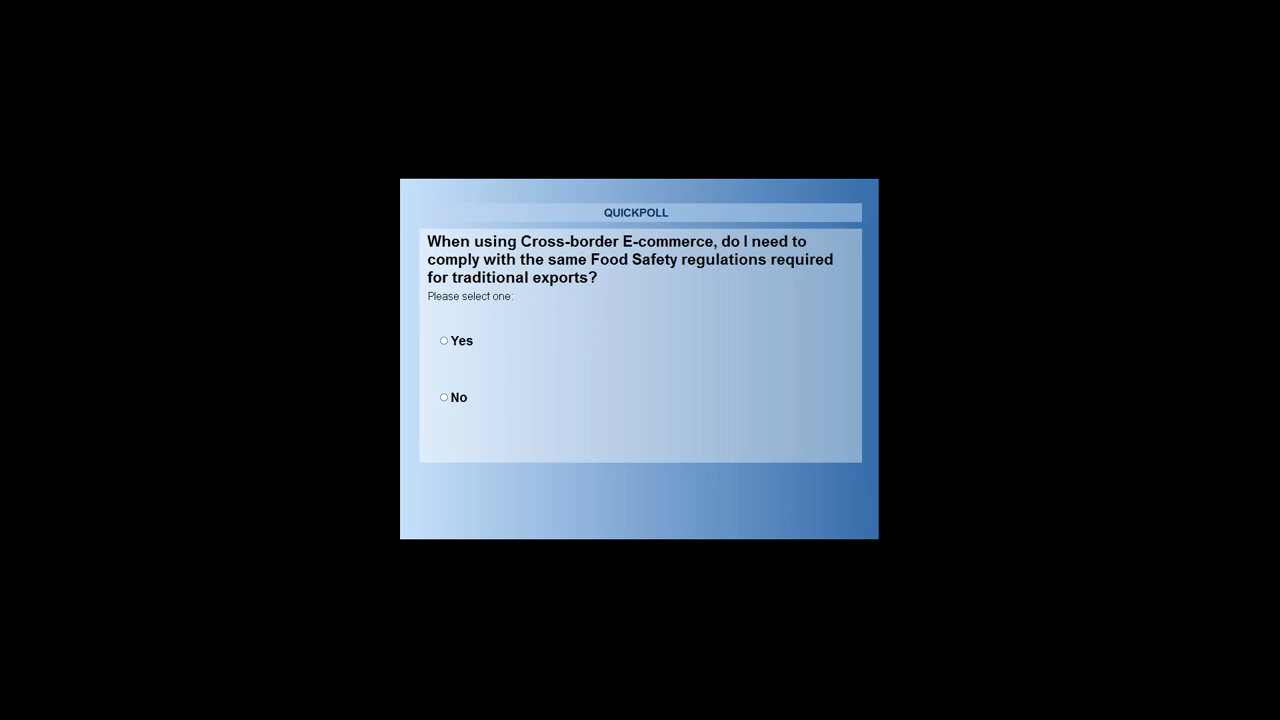 QUICKPOLL
When using Cross-border E-commerce, do I need to
comply with the same Food Safety regulations required
for traditional exports?
Please select one:
Yes
No